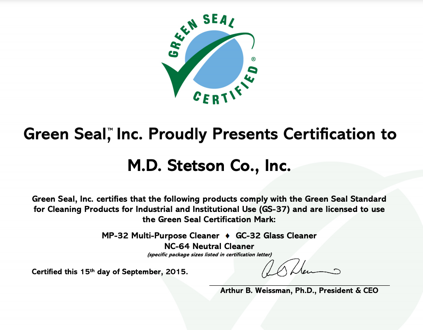 GREEN SEAL
CERTIFIED®
Green Seal,™ Inc. Proudly Presents Certification to
M.D. Stetson Co., Inc.
Green Seal, Inc. certifies that the following products comply with the Green Seal Standard
for Cleaning Products for Industrial and Institutional Use (GS-37) and are licensed to use
the Green Seal Certification Mark:
MP-32 Multi-Purpose Cleaner ♦ GC-32 Glass Cleaner
NC-64 Neutral Cleaner
(specific package sizes listed in certification letter)
Certified this 15th day of September, 2015.
Arthur B. Weissman, Ph.D., President & CEO